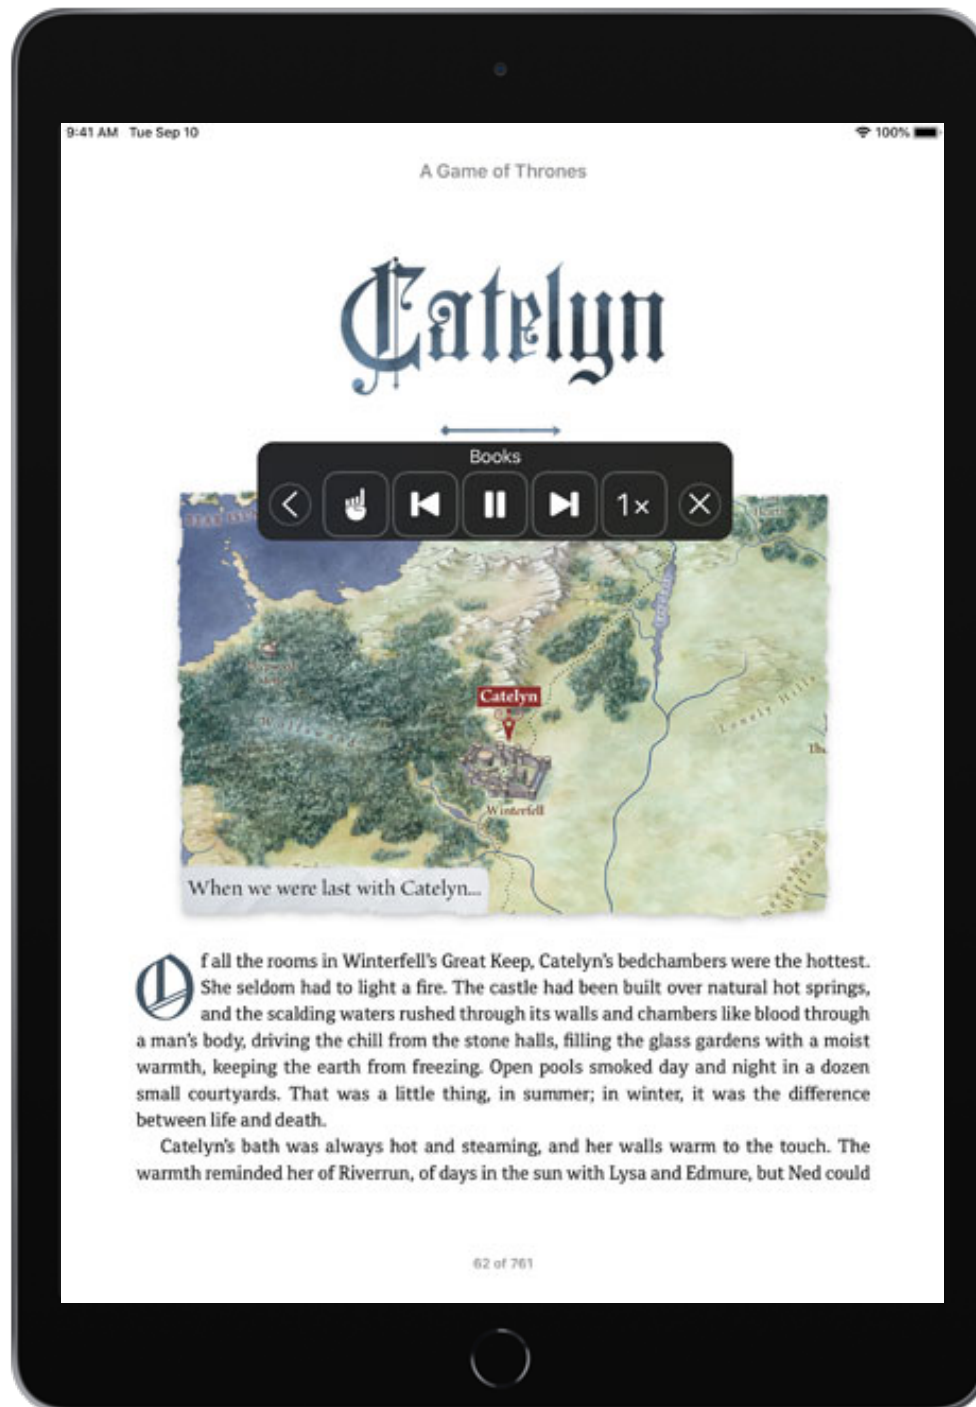 9:41 AM Tue Sep 10
100%
A Game of Thrones
Catelyn
Books
1×
Catelyn
Lonely Hills
Winterfell
When we were last with Catelyn...
Of all the rooms in Winterfell's Great Keep, Catelyn's bedchambers were the hottest.
She seldom had to light a fire. The castle had been built over natural hot springs,
and the scalding waters rushed through its walls and chambers like blood through
a man's body, driving the chill from the stone halls, filling the glass gardens with a moist
warmth, keeping the earth from freezing. Open pools smoked day and night in a dozen
small courtyards. That was a little thing, in summer; in winter, it was the difference
between life and death.
Catelyn's bath was always hot and steaming, and her walls warm to the touch. The
warmth reminded her of Riverrun, of days in the sun with Lysa and Edmure, but Ned could
62 of 761